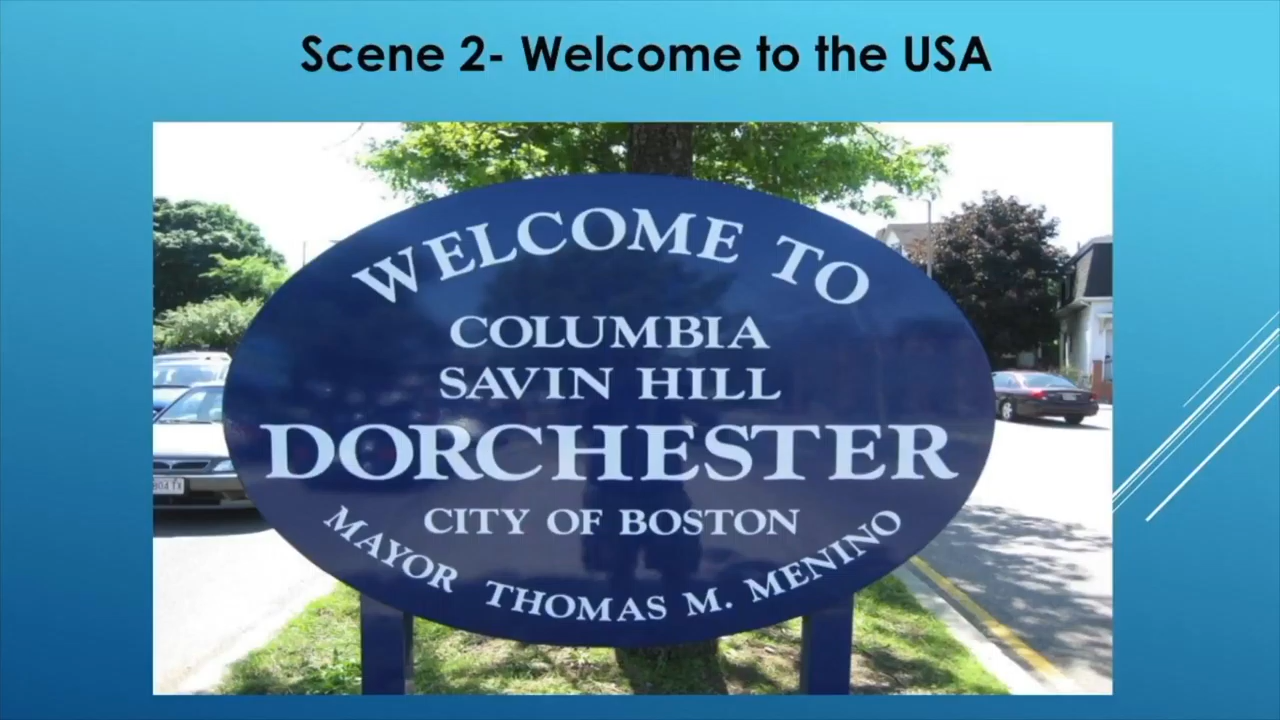 Scene 2- Welcome to the USA
WELCOME TO
COLUMBIA
SAVIN HILL
DORCHESTER
CITY OF BOSTON
MAYOR THOMAS M. MENINO